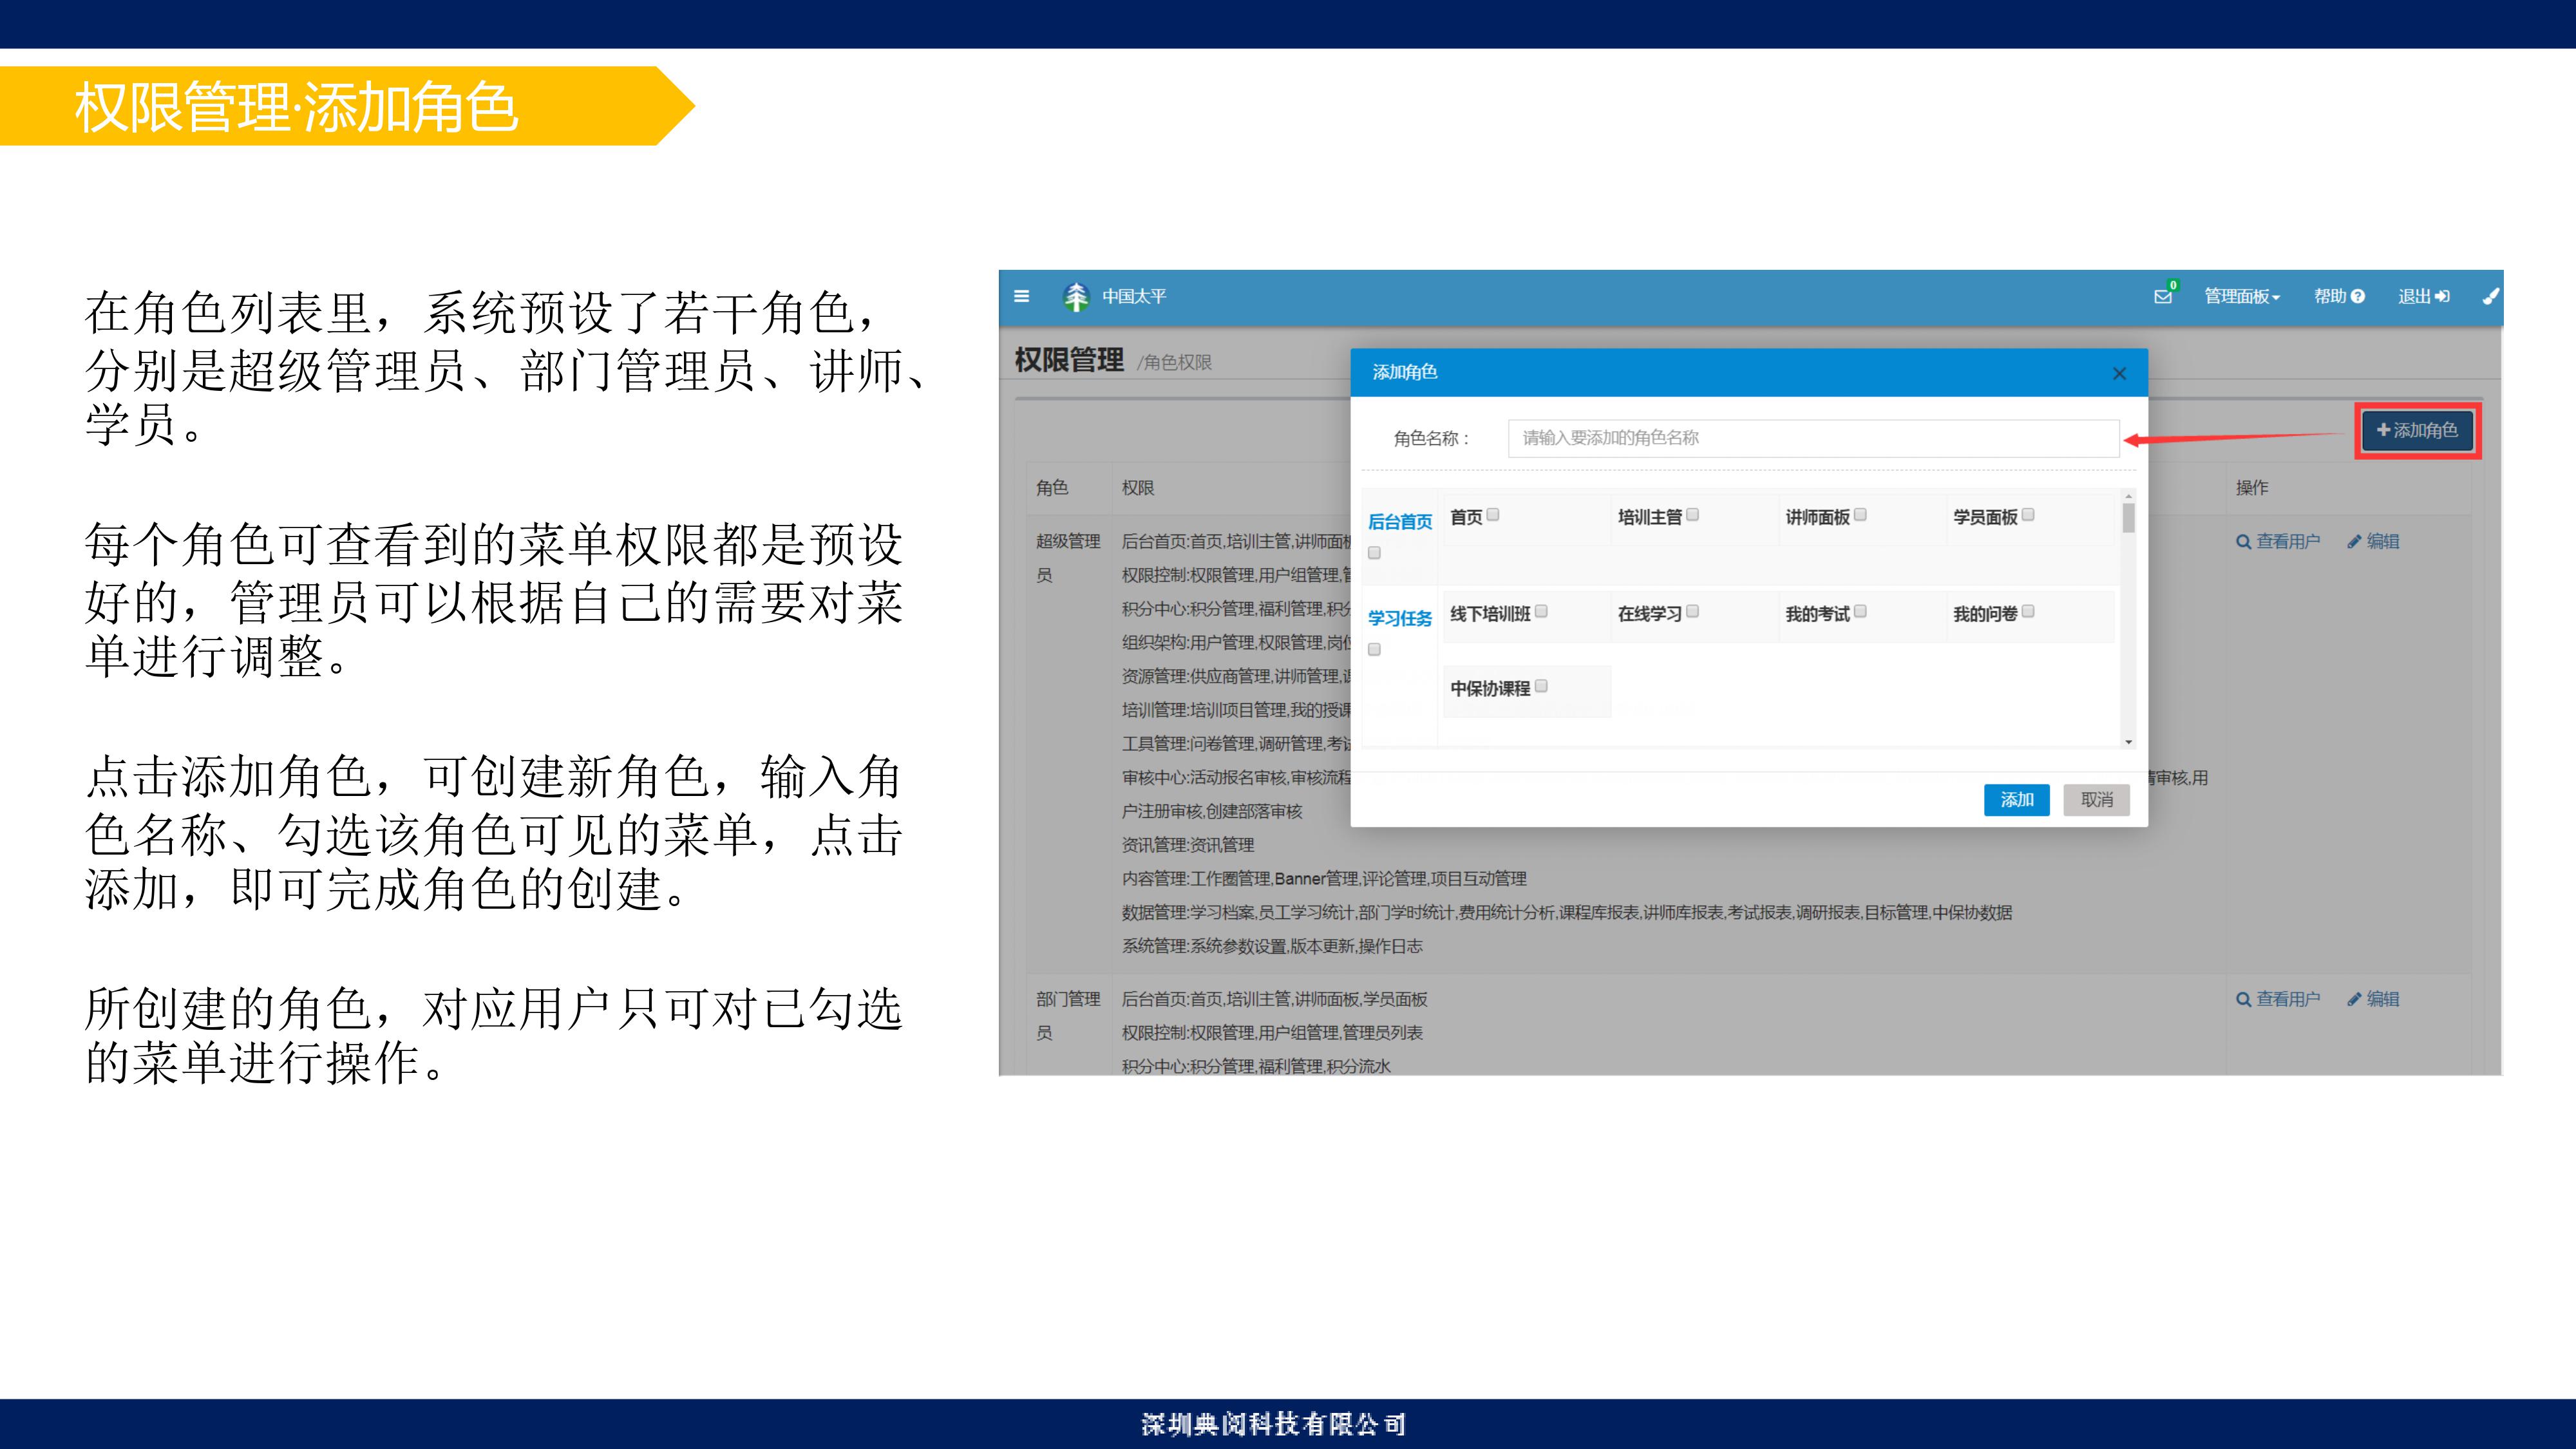 权限管理·添加角色
在角色列表里，系统预设了若干角色，
分别是超级管理员、部门管理员、讲师、
学员。
每个角色可查看到的菜单权限都是预设
好的，管理员可以根据自己的需要对菜
单进行调整。
点击添加角色，可创建新角色，输入角
色名称、勾选该角色可见的菜单，点击
添加，即可完成角色的创建。
所创建的角色，对应用户只可对已勾选
的菜单进行操作。
中国太平
0
管理面板
帮助
退出
权限管理 /角色权限
添加角色
添加角色
角色名称：
请输入要添加的角色名称
后台首页
首页
培训主管
讲师面板
学员面板
学习任务
线下培训班
在线学习
我的考试
我的问卷
中保协课程
添加
取消
角色
权限
操作
超级管理
员
后台首页:首页,培训主管,讲师面
权限控制:权限管理,用户组管理,
积分中心:积分管理,福利管理,积
组织架构:用户管理,权限管理,岗
资源管理:供应商管理,讲师管理,
培训管理:培训项目管理,我的授
工具管理:问卷管理,调研管理,考
审核中心:活动报名审核,审核流程
审核,用
户注册审核,创建部落审核
资讯管理:资讯管理
内容管理:工作圈管理,Banner管理,评论管理,项目互动管理
数据管理:学习档案,员工学习统计,部门学时统计,费用统计分析,课程库报表,讲师库报表,考试报表,调研报表,目标管理,中保协数据
系统管理:系统参数设置,版本更新,操作日志
查看用户
编辑
部门管理
员
后台首页:首页,培训主管,讲师面板,学员面板
权限控制:权限管理,用户组管理,管理员列表
积分中心:积分管理,福利管理,积分流水
查看用户
编辑
深圳典阅科技有限公司